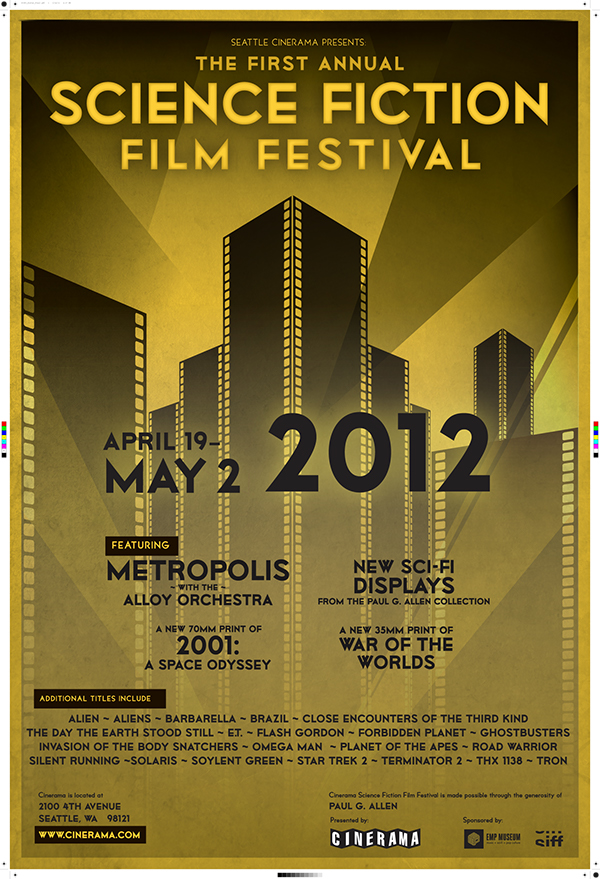 SEATTLE CINERAMA PRESENTS:
THE FIRST ANNUAL
SCIENCE FICTION
FILM FESTIVAL
APRIL 19–
MAY 2
2012
FEATURING
METROPOLIS
~ WITH THE ~
ALLOY ORCHESTRA
NEW SCI-FI
DISPLAYS
FROM THE PAUL G. ALLEN COLLECTION
A NEW 70MM PRINT OF
2001:
A SPACE ODYSSEY
A NEW 35MM PRINT OF
WAR OF THE
WORLDS
ADDITIONAL TITLES INCLUDE
ALIEN ~ ALIENS ~ BARBARELLA ~ BRAZIL ~ CLOSE ENCOUNTERS OF THE THIRD KIND
THE DAY THE EARTH STOOD STILL ~ E.T. ~ FLASH GORDON ~ FORBIDDEN PLANET ~ GHOSTBUSTERS
INVASION OF THE BODY SNATCHERS ~ OMEGA MAN ~ PLANET OF THE APES ~ ROAD WARRIOR
SILENT RUNNING ~SOLARIS ~ SOYLENT GREEN ~ STAR TREK 2 ~ TERMINATOR 2 ~ THX 1138 ~ TRON
Cinerama is located at
2100 4TH AVENUE
SEATTLE, WA 98121
WWW.CINERAMA.COM
Cinerama Science Fiction Film Festival is made possible through the generosity of
PAUL G. ALLEN
Presented by:
CINERAMA
Sponsored by:
EMP MUSEUM
siff